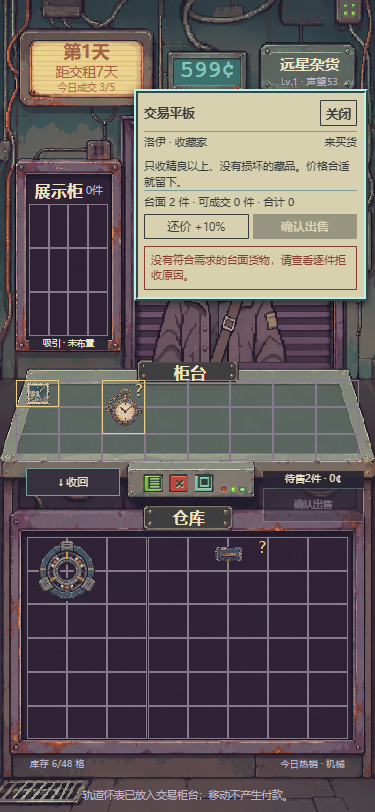 第1天
距交租7天
今日成交 3/5
599¢
远星杂货
Lv.1 · 声望53
交易平板
关闭
洛伊 · 收藏家
来买货
只收精良以上、没有损坏的藏品。价格合适
就留下。
台面 2 件 · 可成交 0 件 · 合计 0
还价 +10%
确认出售
没有符合需求的台面货物，请查看逐件拒
收原因。
展示柜 0件
吸引 · 未布置
柜台
?
↓收回
待售2件 · 0¢
确认出售
仓库
?
库存 6/48 格
今日热销 · 机械
轨道怀表已放入交易柜台；移动不产生付款。